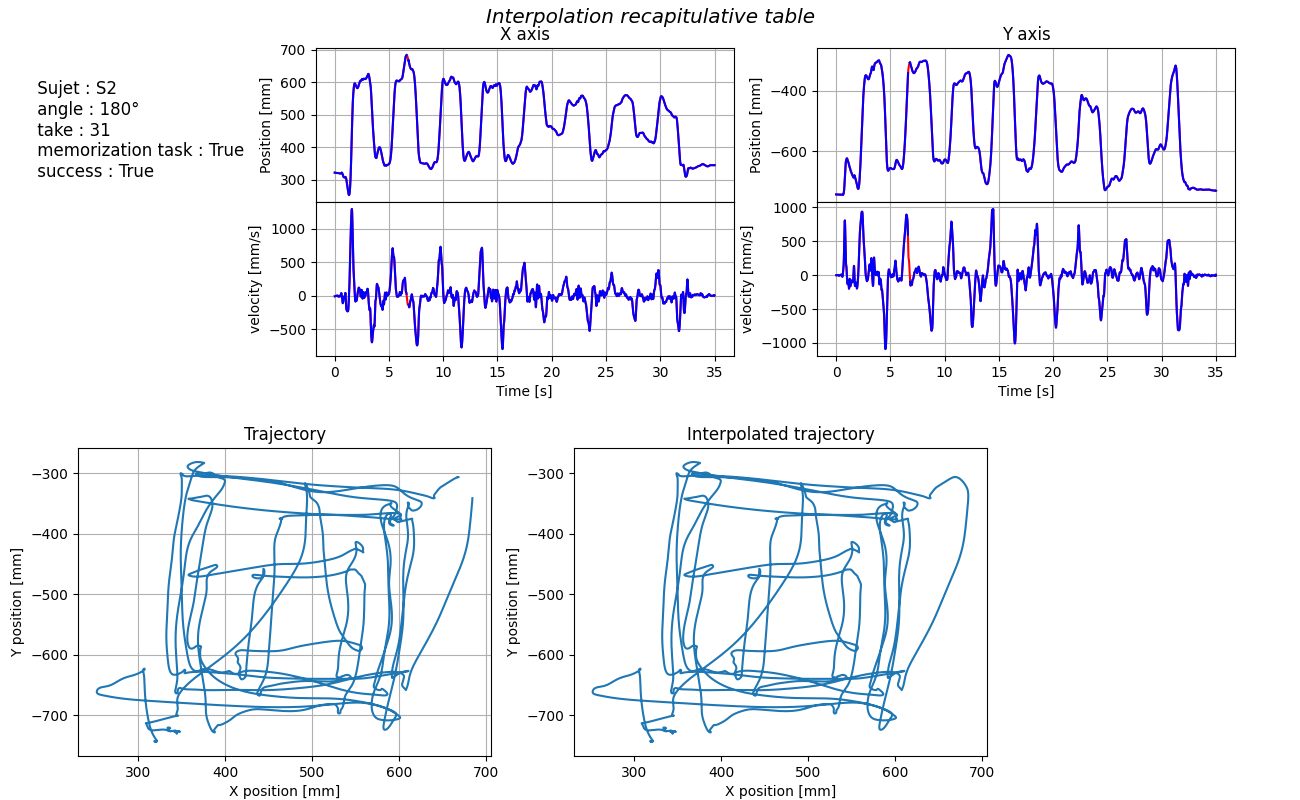 Interpolation recapitulative table
Sujet : S2
angle : 180°
take : 31
memorization task : True
success : True
X axis
Position [mm]
700
600
500
400
300
velocity [mm/s]
1000
500
0
−500
0 5 10 15 20 25 30 35
Time [s]
Y axis
Position [mm]
−400
−600
velocity [mm/s]
1000
500
0
−500
−1000
0 5 10 15 20 25 30 35
Time [s]
Trajectory
Y position [mm]
−300
−400
−500
−600
−700
300 400 500 600 700
X position [mm]
Interpolated trajectory
Y position [mm]
−300
−400
−500
−600
−700
300 400 500 600 700
X position [mm]